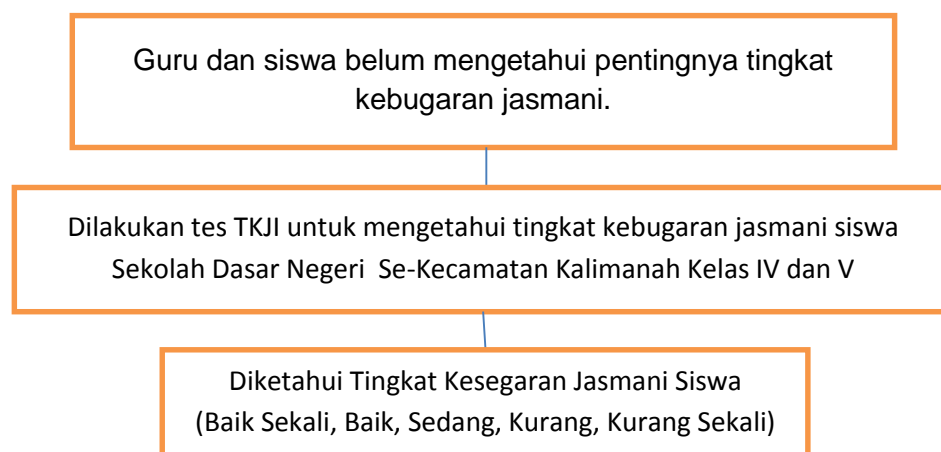 Guru dan siswa belum mengetahui pentingnya tingkat
kebugaran jasmani.
Dilakukan tes TKJI untuk mengetahui tingkat kebugaran jasmani siswa
Sekolah Dasar Negeri Se-Kecamatan Kalimanah Kelas IV dan V
Diketahui Tingkat Kesegaran Jasmani Siswa
(Baik Sekali, Baik, Sedang, Kurang, Kurang Sekali)